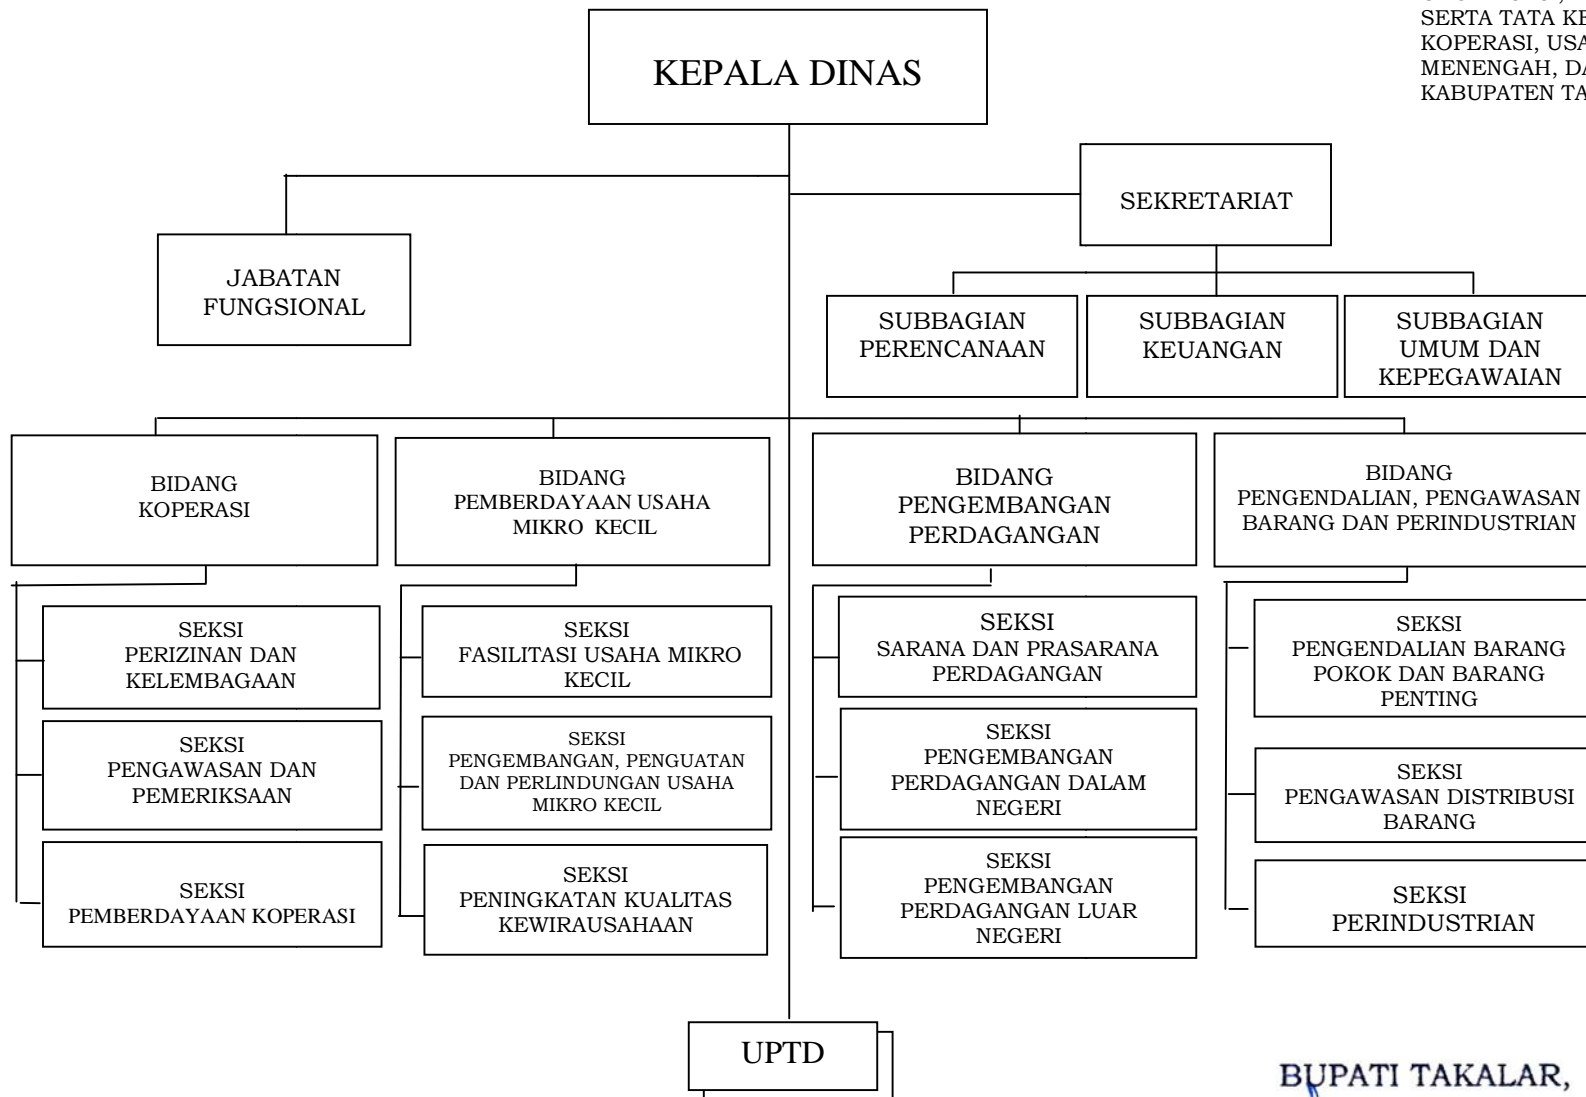 SERTA TATA
KOPERASI,
MENENGAH,
KABUPATEN
KEPALA DINAS
SEKRETARIAT
JABATAN
FUNGSIONAL
SUBBAGIAN
PERENCANAAN
SUBBAGIAN
KEUANGAN
SUBBAGIAN
UMUM DAN
KEPEGAWAIAN
BIDANG
KOPERASI
BIDANG
PEMBERDAYAAN USAHA
MIKRO KECIL
BIDANG
PENGEMBANGAN
PERDAGANGAN
BIDANG
PENGENDALIAN, PENGAWASAN
BARANG DAN PERINDUSTRIAN
SEKSI
PERIZINAN DAN
KELEMBAGAAN
SEKSI
PENGAWASAN DAN
PEMERIKSAAN
SEKSI
PEMBERDAYAAN KOPERASI
SEKSI
FASILITASI USAHA MIKRO
KECIL
SEKSI
PENGEMBANGAN, PENGUATAN
DAN PERLINDUNGAN USAHA
MIKRO KECIL
SEKSI
PENINGKATAN KUALITAS
KEWIRAUSAHAAN
SEKSI
SARANA DAN PRASARANA
PERDAGANGAN
SEKSI
PENGEMBANGAN
PERDAGANGAN DALAM
NEGERI
SEKSI
PENGEMBANGAN
PERDAGANGAN LUAR
NEGERI
SEKSI
PENGENDALIAN BARANG
POKOK DAN BARANG
PENTING
SEKSI
PENGAWASAN DISTRIBUSI
BARANG
SEKSI
PERINDUSTRIAN
UPTD
BUPATI TAKALAR,